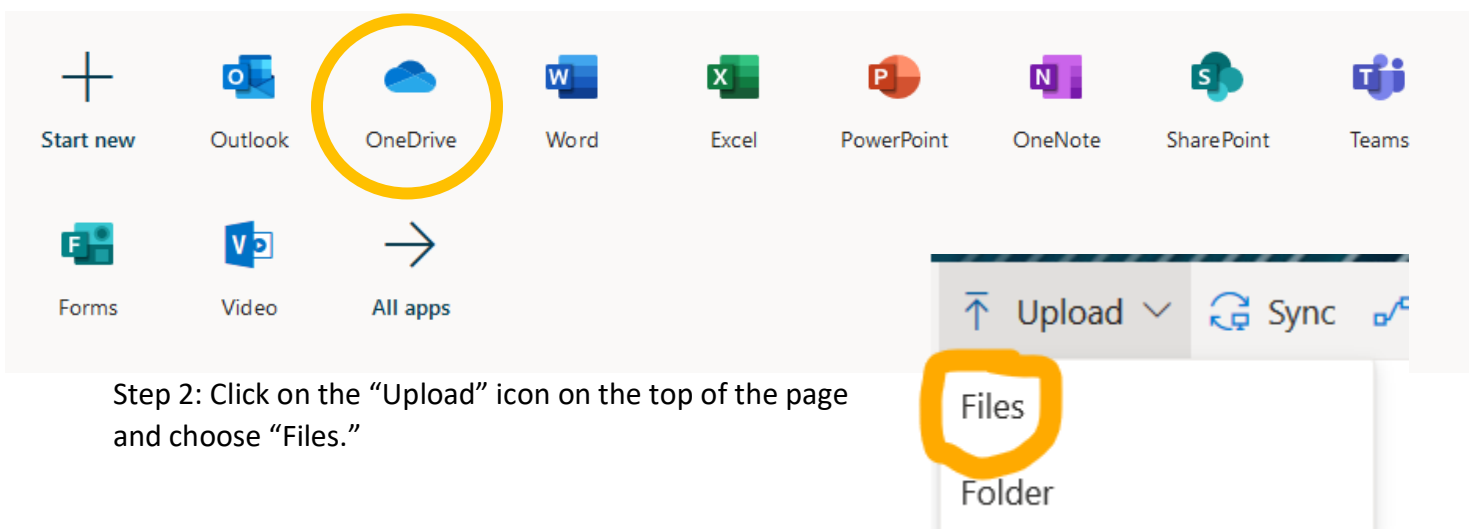 Start new Outlook OneDrive Word Excel PowerPoint OneNote SharePoint Teams
Forms Video All apps
Upload Sync
Files
Folder
Step 2: Click on the “Upload” icon on the top of the page
and choose “Files.”